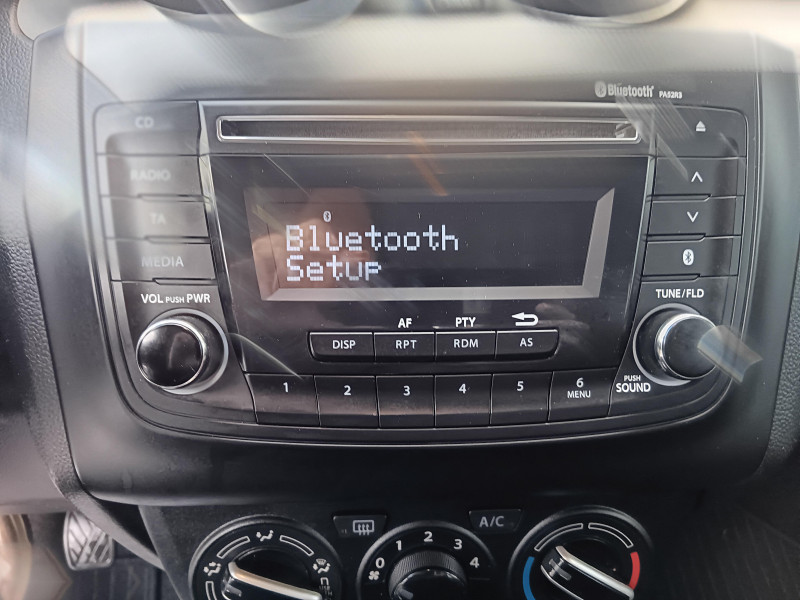 Bluetooth PA52R3
CD
RADIO
TA
MEDIA
Bluetooth
Setup
VOL PUSH PWR
TUNE/FLD
AF PTY
DISP RPT RDM AS
PUSH
SOUND
1 2 3 4 5 6
MENU
A/C
0 1 2 3 4